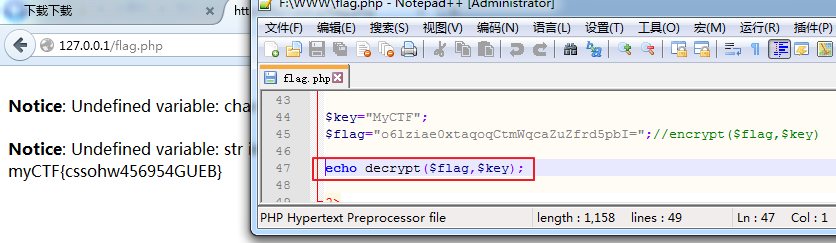 下载下载
htt
127.0.0.1/flag.php
Notice: Undefined variable: cha
Notice: Undefined variable: str i
myCTF{cssohw456954GUEB}
F:\WWW\flag.php - Notepad++ [Administrator]
文件(F) 编辑(E) 搜索(S) 视图(V) 编码(M) 语言(L) 设置(T) 工具(O) 宏(M) 运行(R) 插件(P)
flag.php
43
44 $key="MyCTF";
45 $flag="o6lziae0xtaqoqCtmWqcaZuZfrd5pbI=";//encrypt($flag,$key)
46
47 echo decrypt($flag,$key);
48
49 ?>
PHP Hypertext Preprocessor file length : 1,158 lines : 49 Ln : 47 Col : 1